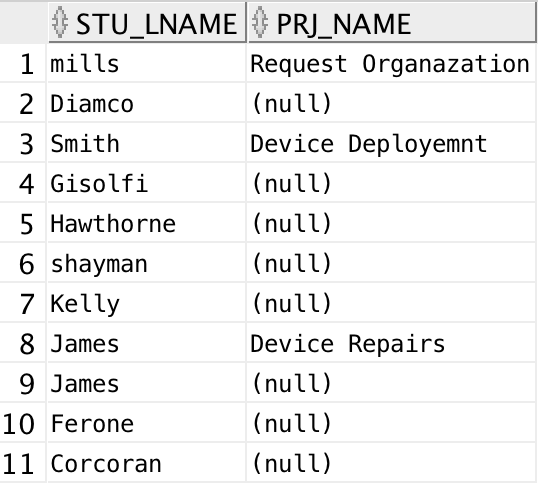 STU_LNAME PRJ_NAME
1 mills Request Organazation
2 Diamco (null)
3 Smith Device Deployemnt
4 Gisolfi (null)
5 Hawthorne (null)
6 shayman (null)
7 Kelly (null)
8 James Device Repairs
9 James (null)
10 Ferone (null)
11 Corcoran (null)